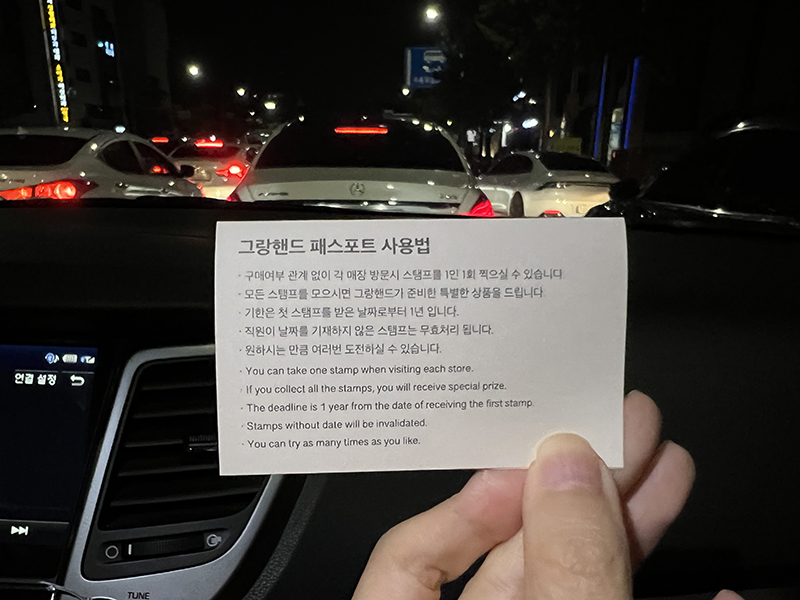 그랑핸드 패스포트 사용법
· 구매여부 관계 없이 각 매장 방문시 스탬프를 1인 1회 찍으실 수 있습니다
· 모든 스탬프를 모으시면 그랑핸드가 준비한 특별한 상품을 드립니다
· 기한은 첫 스탬프를 받은 날짜로부터 1년 입니다.
· 직원이 날짜를 기재하지 않은 스탬프는 무효처리 됩니다.
· 원하시는 만큼 여러번 도전하실 수 있습니다.
· You can take one stamp when visiting each store.
· If you collect all the stamps, you will receive special prize.
· The deadline is 1 year from the date of receiving the first stamp.
· Stamps without date will be invalidated.
· You can try as many times as you like.
연결 설정
TUNE